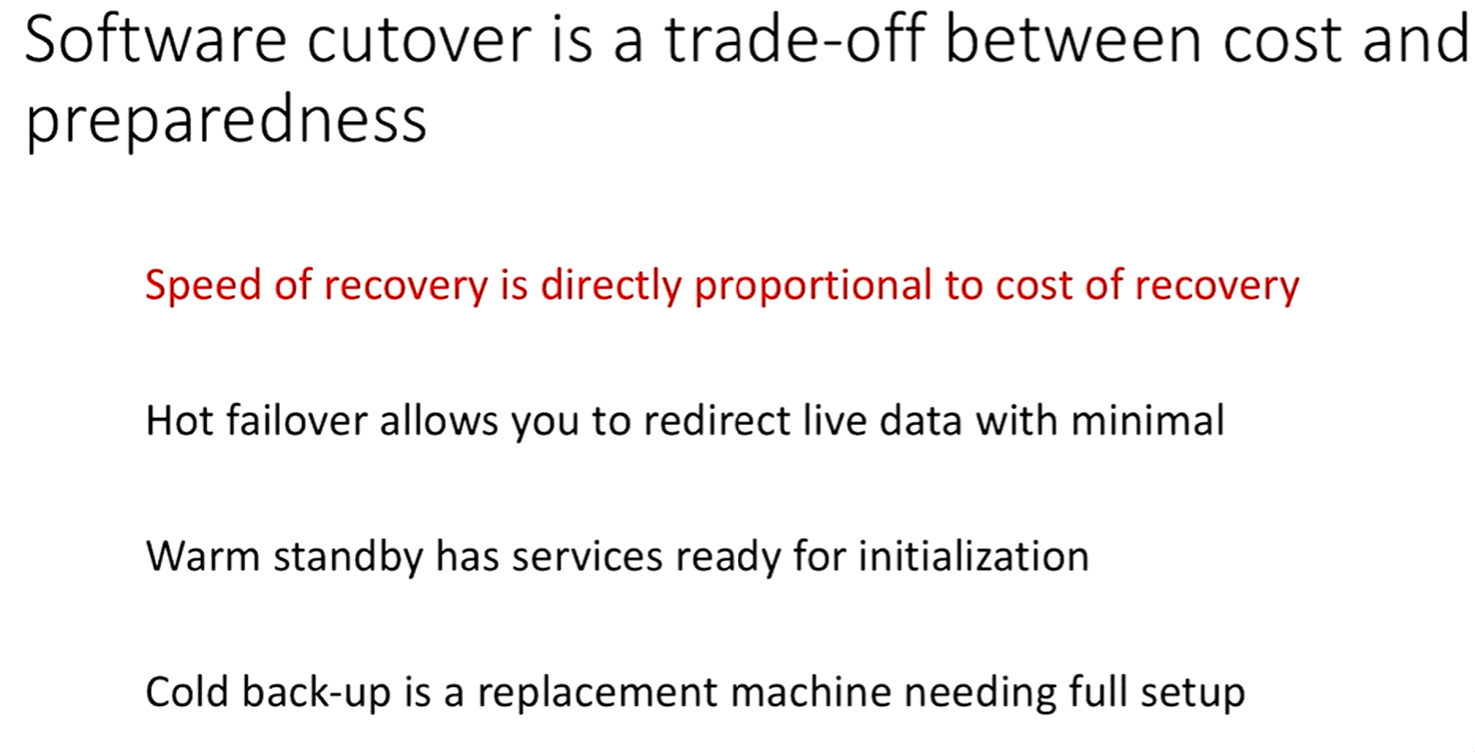 Software cutover is a trade-off between cost and
preparedness
Speed of recovery is directly proportional to cost of recovery
Hot failover allows you to redirect live data with minimal
Warm standby has services ready for initialization
Cold back-up is a replacement machine needing full setup